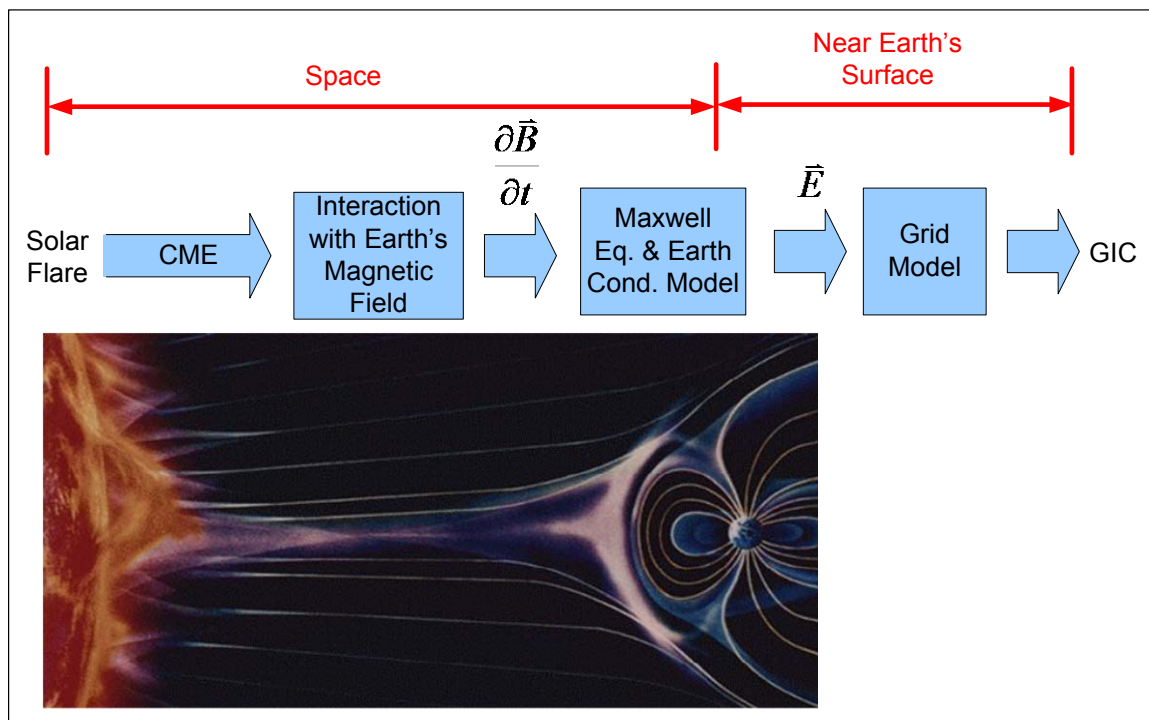 Space
Near Earth's
Surface
Solar
Flare
CME
Interaction
with Earth's
Magnetic
Field
∂B⃗
∂t
Maxwell
Eq. & Earth
Cond. Model
E⃗
Grid
Model
GIC